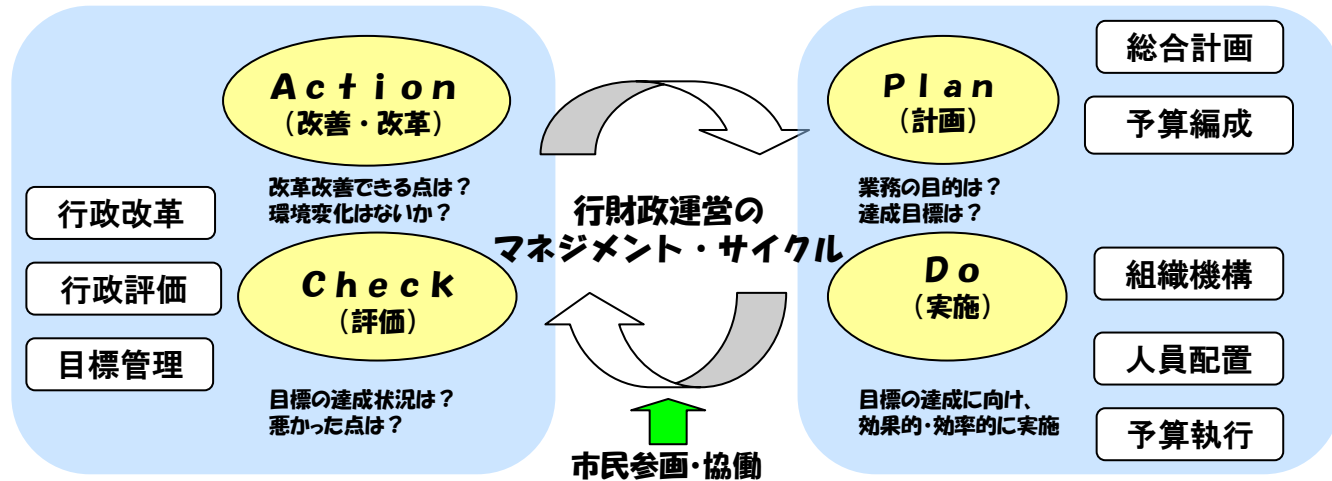 Action
（改善・改革）
改革改善できる点は？
環境変化はないか？
行政改革
行政評価
目標管理
Check
（評価）
目標の達成状況は？
悪かった点は？
行財政運営の
マネジメント・サイクル
市民参画・協働
Plan
（計画）
業務の目的は？
達成目標は？
総合計画
予算編成
Do
（実施）
目標の達成に向け、
効果的・効率的に実施
組織機構
人員配置
予算執行